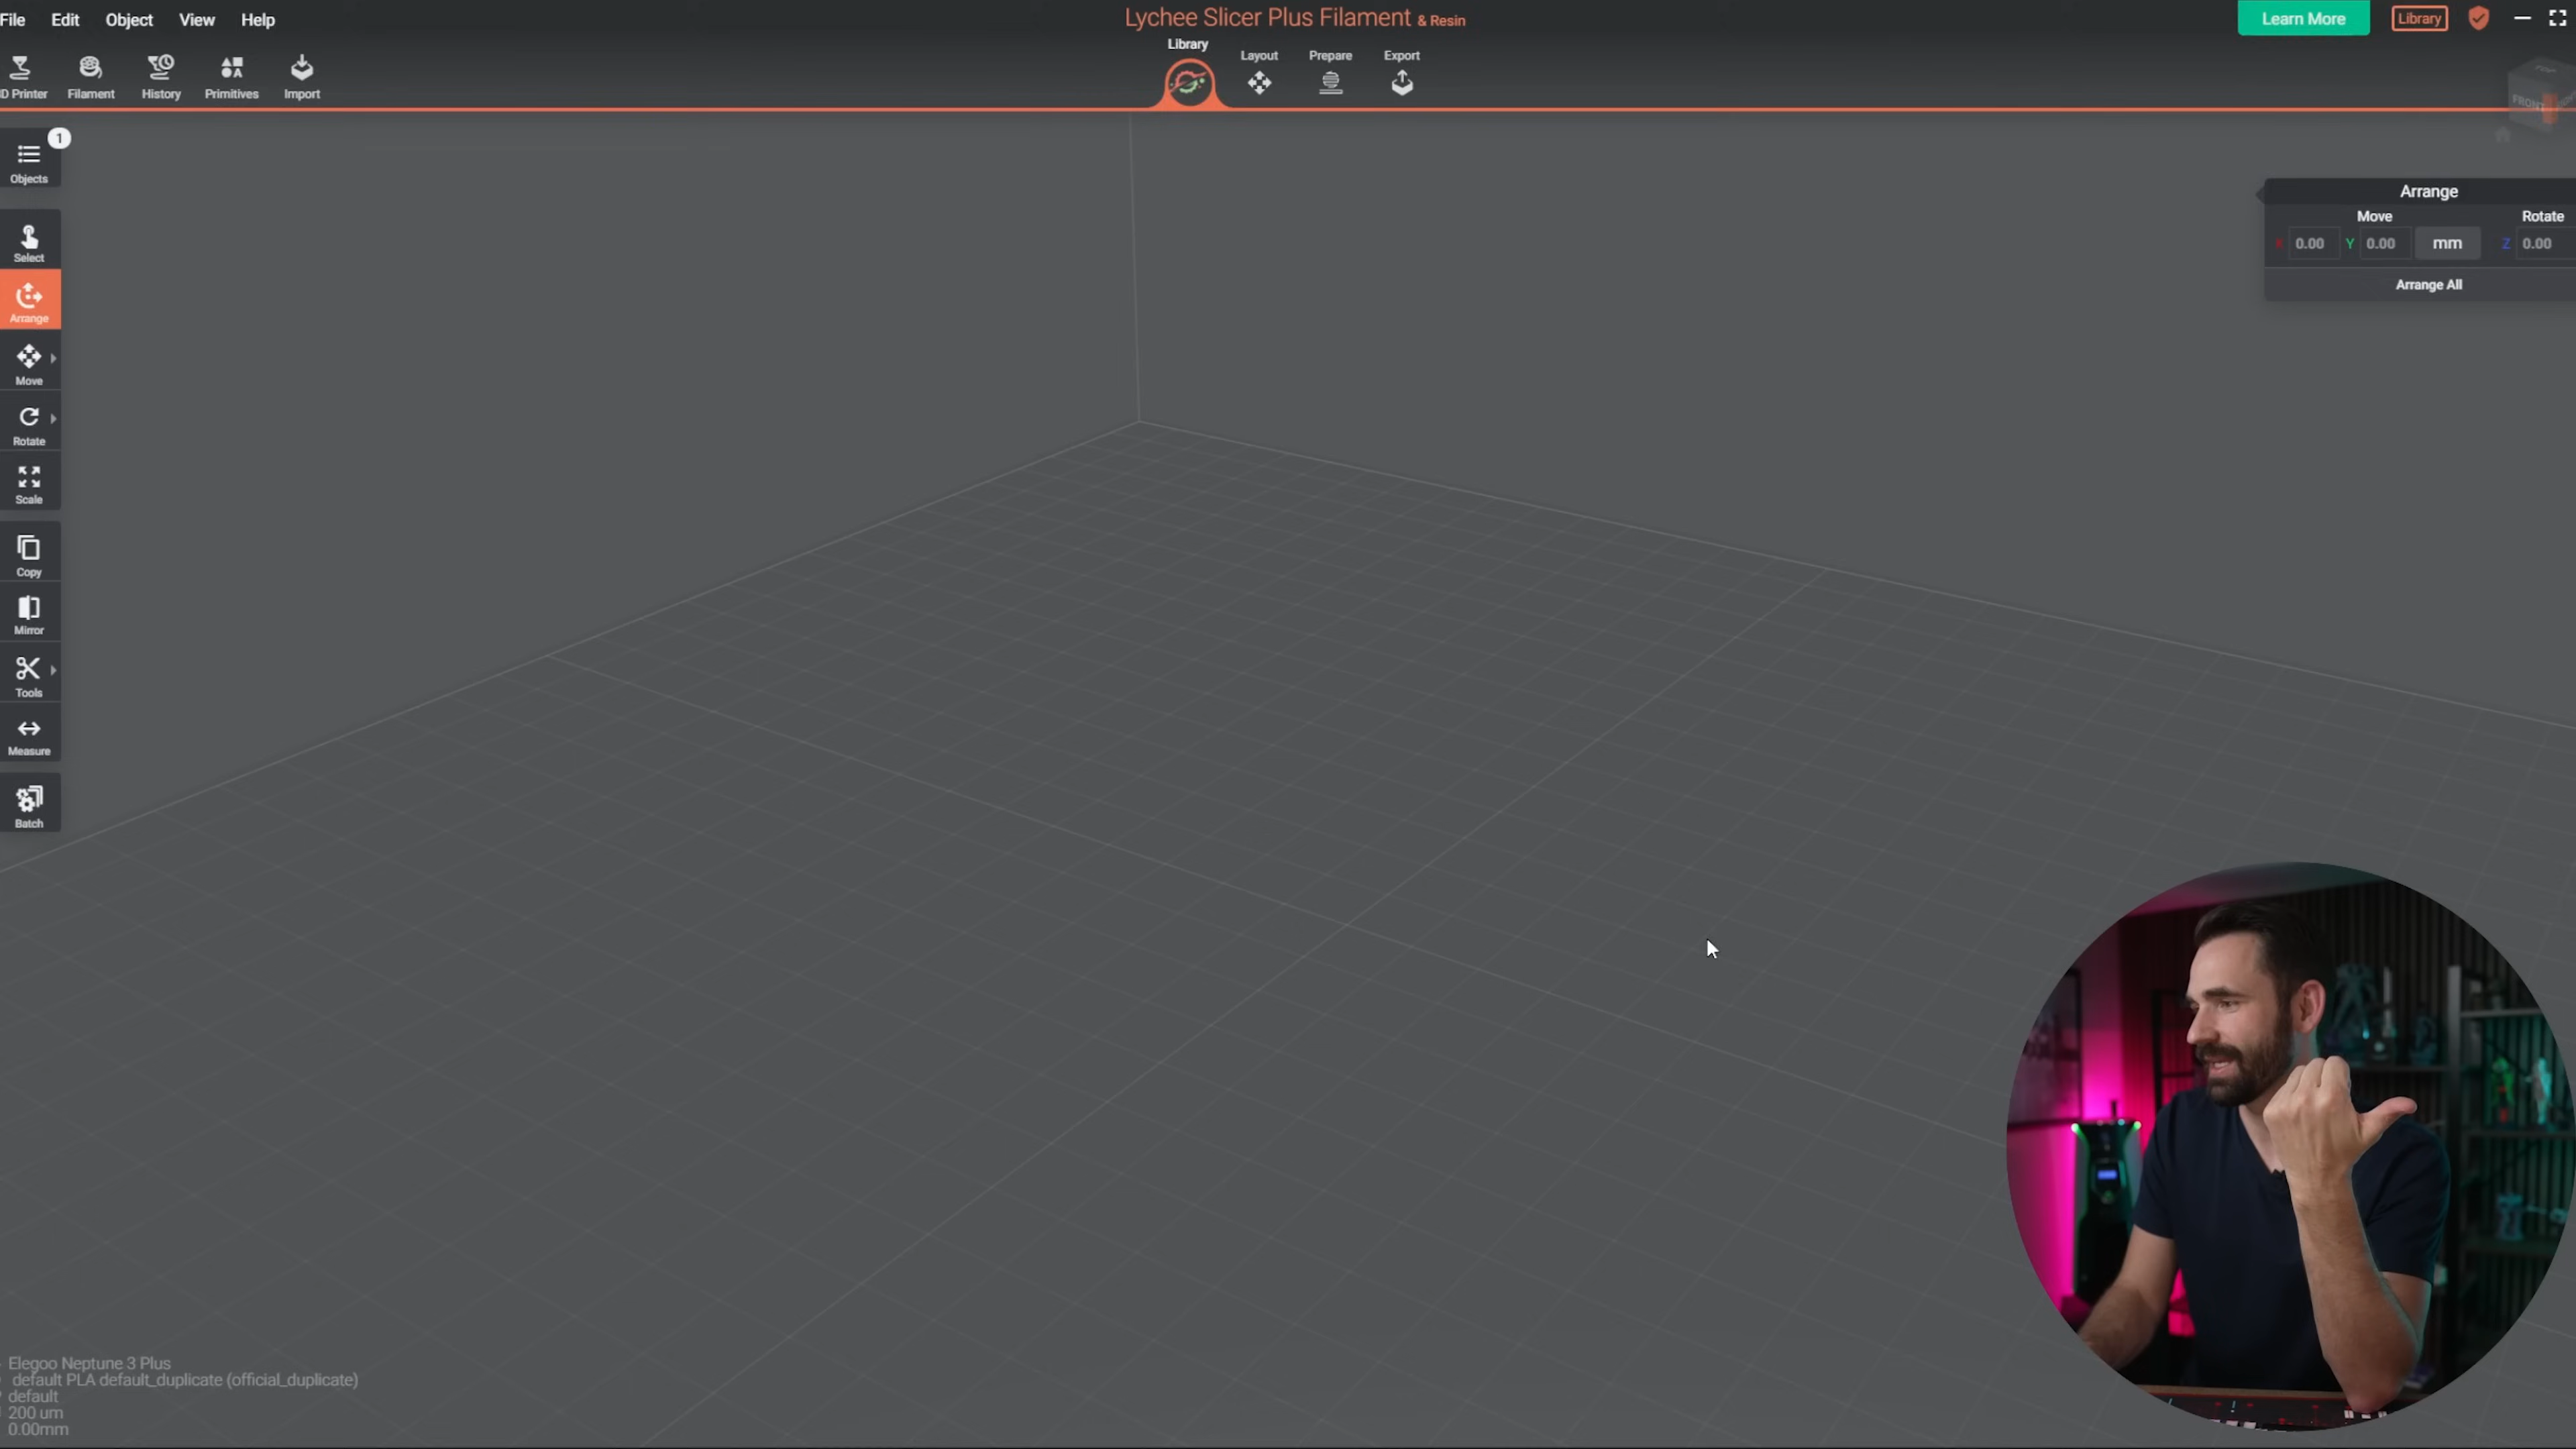 File Edit Object View Help
Lychee Slicer Plus Filament & Resin
Learn More
Library
D Printer Filament History Primitives Import
Library Layout Prepare Export
TOP
FRONT
1
Objects
Select
Arrange
Move
Rotate
Scale
Copy
Mirror
Tools
Measure
Batch
Arrange
Move Rotate
X 0.00 Y 0.00 mm Z 0.00
Arrange All
Elegoo Neptune 3 Plus
default PLA default_duplicate (official_duplicate)
default
200 um
0.00mm